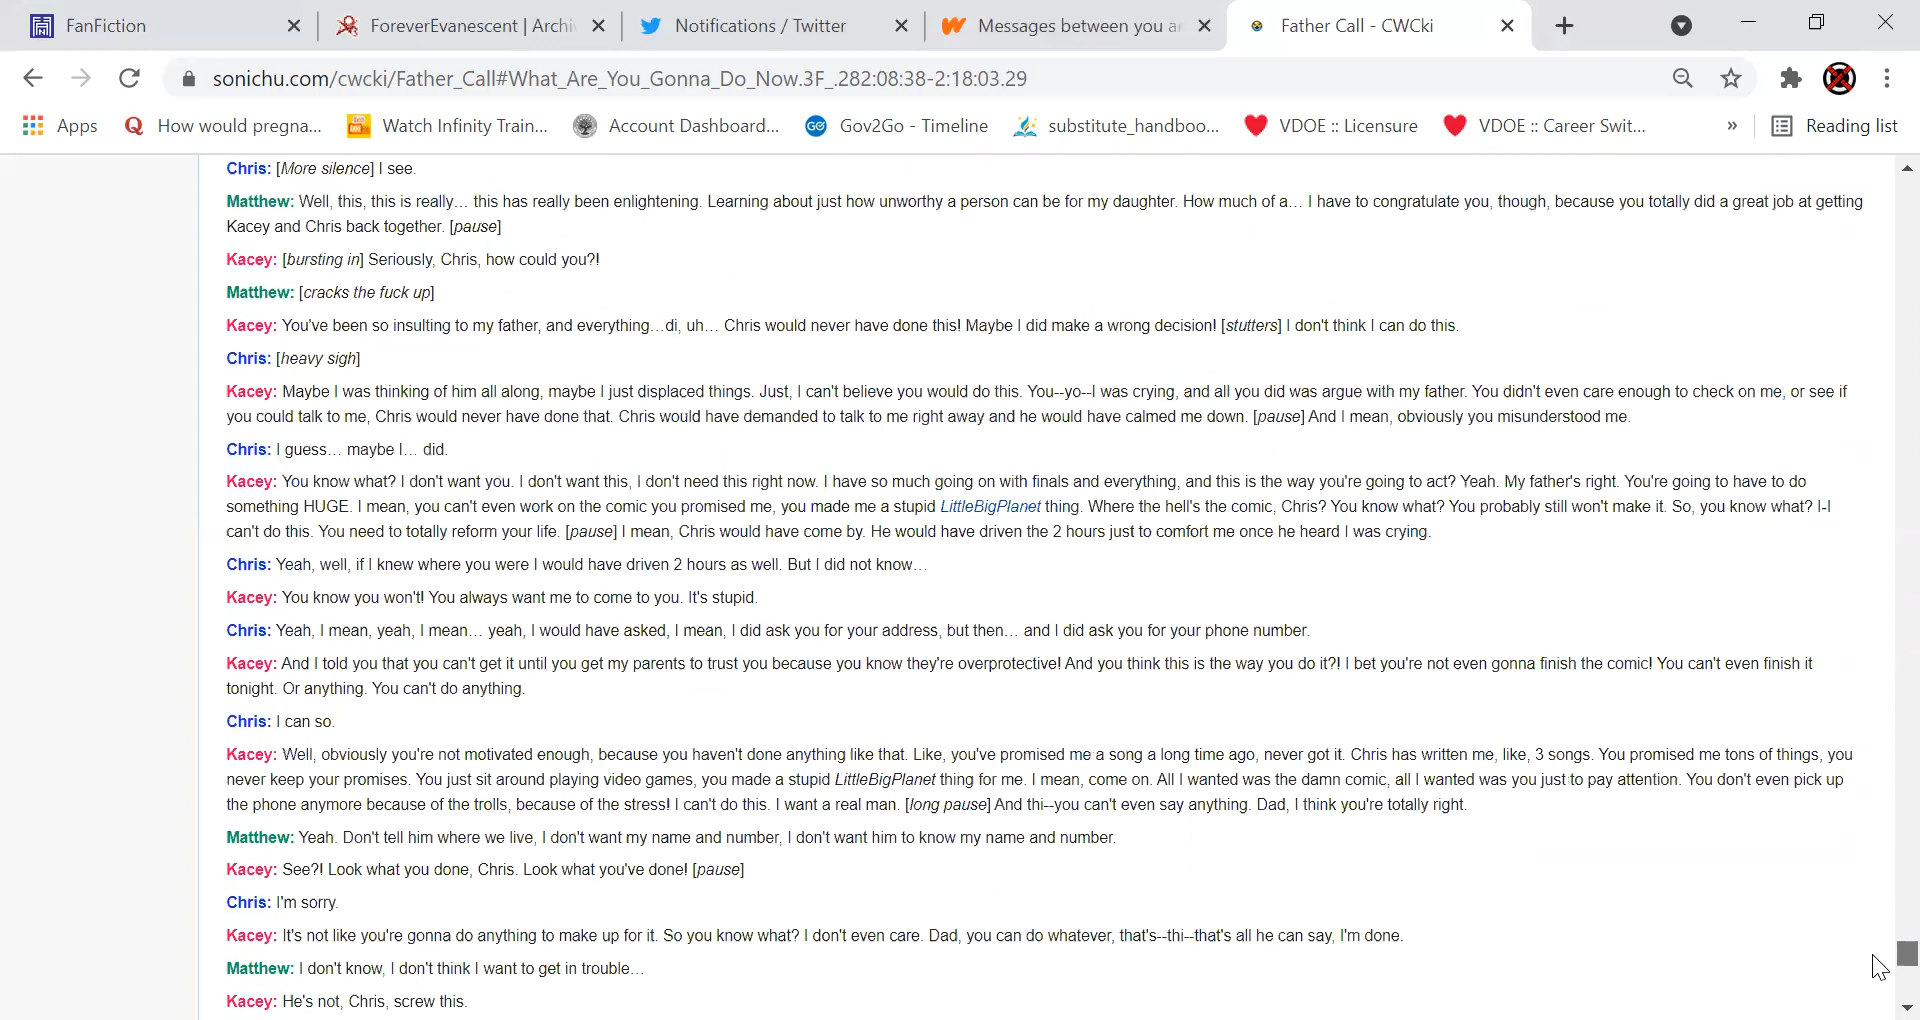 FanFiction
ForeverEvanescent | Archi
Notifications / Twitter
Messages between you ar
Father Call - CWCki
sonichu.com/cwcki/Father_Call#What_Are_You_Gonna_Do_Now.3F_.282:08:38-2:18:03.29
Apps
How would pregna...
Watch Infinity Train...
Account Dashboard...
GO
Gov2Go - Timeline
substitute_handboo...
VDOE :: Licensure
VDOE :: Career Swit...
»
Reading list
Chris: [More silence] I see.
Matthew: Well, this, this is really… this has really been enlightening. Learning about just how unworthy a person can be for my daughter. How much of a… I have to congratulate you, though, because you totally did a great job at getting
Kacey and Chris back together. [pause]
Kacey: [bursting in] Seriously, Chris, how could you?!
Matthew: [cracks the fuck up]
Kacey: You've been so insulting to my father, and everything…di, uh… Chris would never have done this! Maybe I did make a wrong decision! [stutters] I don't think I can do this.
Chris: [heavy sigh]
Kacey: Maybe I was thinking of him all along, maybe I just displaced things. Just, I can't believe you would do this. You--yo--I was crying, and all you did was argue with my father. You didn't even care enough to check on me, or see if
you could talk to me, Chris would never have done that. Chris would have demanded to talk to me right away and he would have calmed me down. [pause] And I mean, obviously you misunderstood me.
Chris: I guess… maybe I… did.
Kacey: You know what? I don't want you. I don't want this, I don't need this right now. I have so much going on with finals and everything, and this is the way you're going to act? Yeah. My father's right. You're going to have to do
something HUGE. I mean, you can't even work on the comic you promised me, you made me a stupid LittleBigPlanet thing. Where the hell's the comic, Chris? You know what? You probably still won't make it. So, you know what? I-I
can't do this. You need to totally reform your life. [pause] I mean, Chris would have come by. He would have driven the 2 hours just to comfort me once he heard I was crying.
Chris: Yeah, well, if I knew where you were I would have driven 2 hours as well. But I did not know…
Kacey: You know you won't! You always want me to come to you. It's stupid.
Chris: Yeah, I mean, yeah, I mean… yeah, I would have asked, I mean, I did ask you for your address, but then… and I did ask you for your phone number.
Kacey: And I told you that you can't get it until you get my parents to trust you because you know they're overprotective! And you think this is the way you do it?! I bet you're not even gonna finish the comic! You can't even finish it
tonight. Or anything. You can't do anything.
Chris: I can so.
Kacey: Well, obviously you're not motivated enough, because you haven't done anything like that. Like, you've promised me a song a long time ago, never got it. Chris has written me, like, 3 songs. You promised me tons of things, you
never keep your promises. You just sit around playing video games, you made a stupid LittleBigPlanet thing for me. I mean, come on. All I wanted was the damn comic, all I wanted was you just to pay attention. You don't even pick up
the phone anymore because of the trolls, because of the stress! I can't do this. I want a real man. [long pause] And thi--you can't even say anything. Dad, I think you're totally right.
Matthew: Yeah. Don't tell him where we live, I don't want my name and number, I don't want him to know my name and number.
Kacey: See?! Look what you done, Chris. Look what you've done! [pause]
Chris: I'm sorry.
Kacey: It's not like you're gonna do anything to make up for it. So you know what? I don't even care. Dad, you can do whatever, that's--thi--that's all he can say, I'm done.
Matthew: I don't know, I don't think I want to get in trouble…
Kacey: He's not, Chris, screw this.